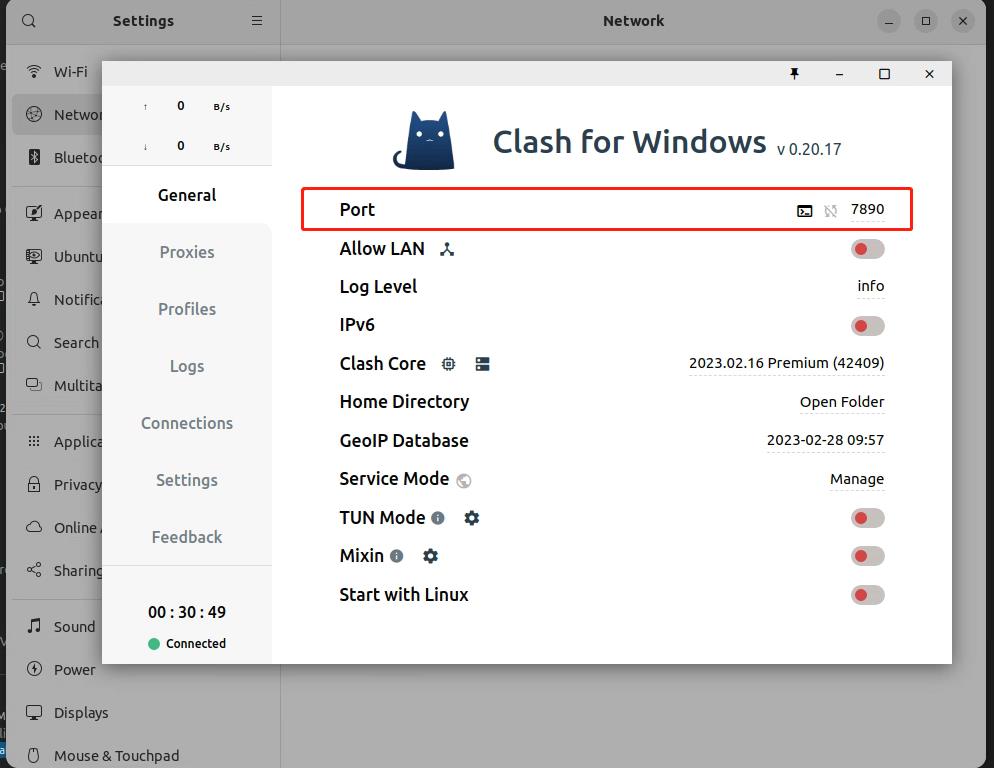 Settings
Network
Wi-Fi
Networ
Bluetoo
Appear
Ubuntu
Notifica
Search
Multita
Applica
Privacy
Online
Sharing
Sound
Power
Displays
Mouse & Touchpad
↑ 0 B/s
↓ 0 B/s
General
Proxies
Profiles
Logs
Connections
Settings
Feedback
00 : 30 : 49
Connected
Clash for Windows v 0.20.17
Port 7890
Allow LAN
Log Level info
IPv6
Clash Core 2023.02.16 Premium (42409)
Home Directory Open Folder
GeoIP Database 2023-02-28 09:57
Service Mode Manage
TUN Mode
Mixin
Start with Linux